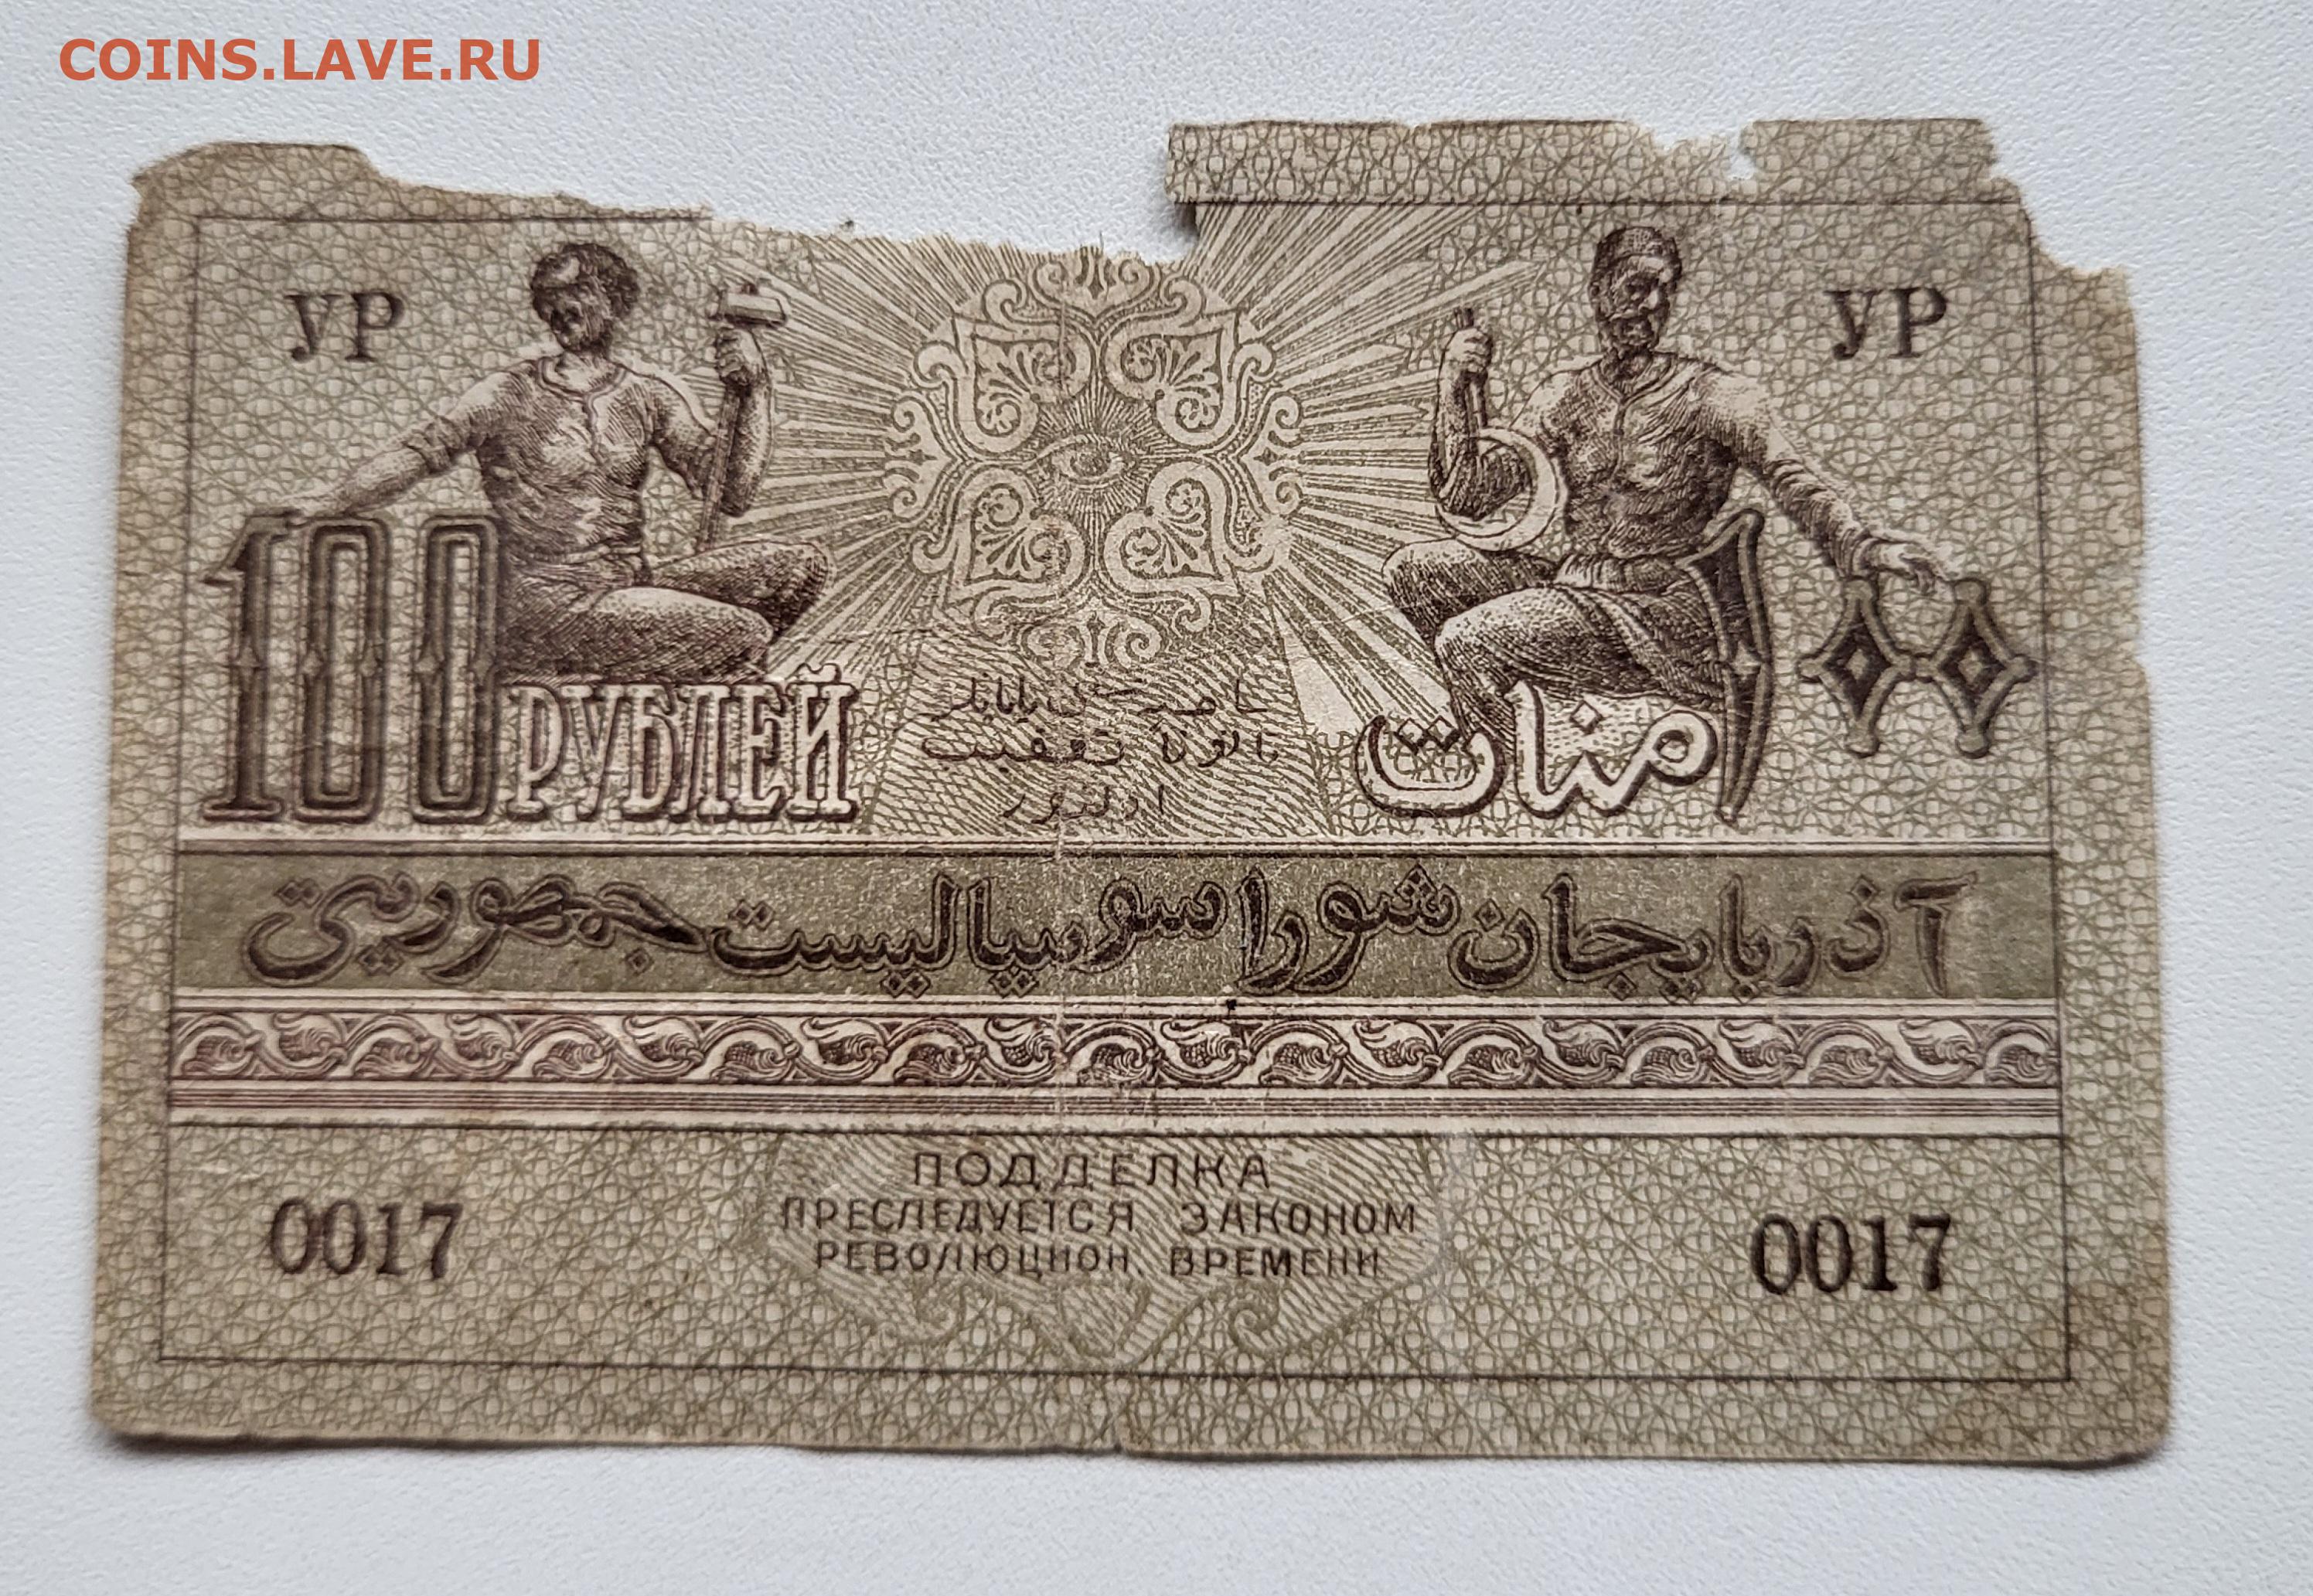 COINS.LAVE.RU
УР УР
100 РУБЛЕЙ
منات ۱۰۰
آذربایجان شورا سوسیالیست جمهوریتی
0017 0017
ПОДДЕЛКА
ПРЕСЛЕДУЕТСЯ ЗАКОНОМ
РЕВОЛЮЦИОН. ВРЕМЕНИ